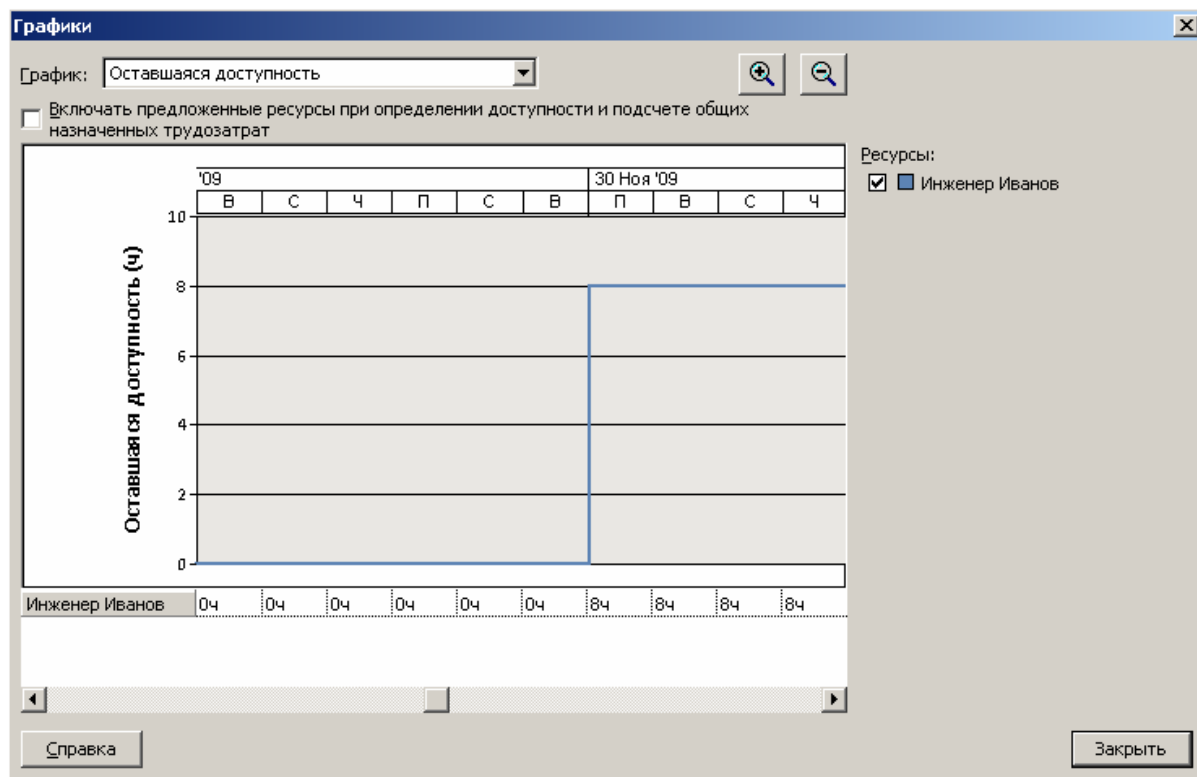 Графики
График: Оставшаяся доступность
Включать предложенные ресурсы при определении доступности и подсчете общих
назначенных трудозатрат
Ресурсы:
Инженер Иванов
'09 30 Ноя '09
В С Ч П С В П В С Ч
Оставшаяся доступность (ч)
10
8
6
4
2
0
Инженер Иванов 0ч 0ч 0ч 0ч 0ч 0ч 8ч 8ч 8ч 8ч
Справка Закрыть